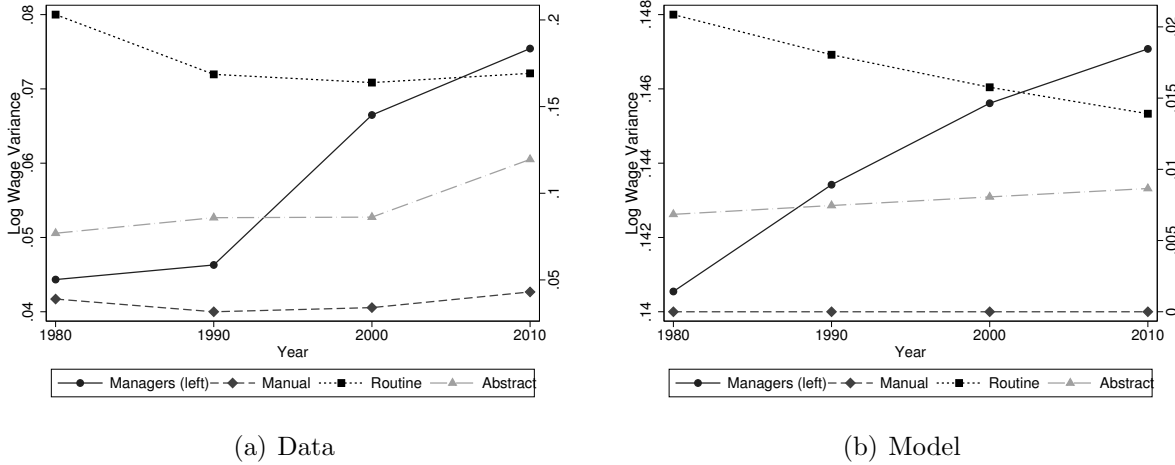 .08
.07
.06
.05
.04
Log Wage Variance
.2
.15
.1
.05
1980 1990 2000 2010
Year
Managers (left) Manual Routine Abstract
(a) Data
.148
.146
.144
.142
.14
Log Wage Variance
.02
.015
.01
.005
0
1980 1990 2000 2010
Year
Managers (left) Manual Routine Abstract
(b) Model